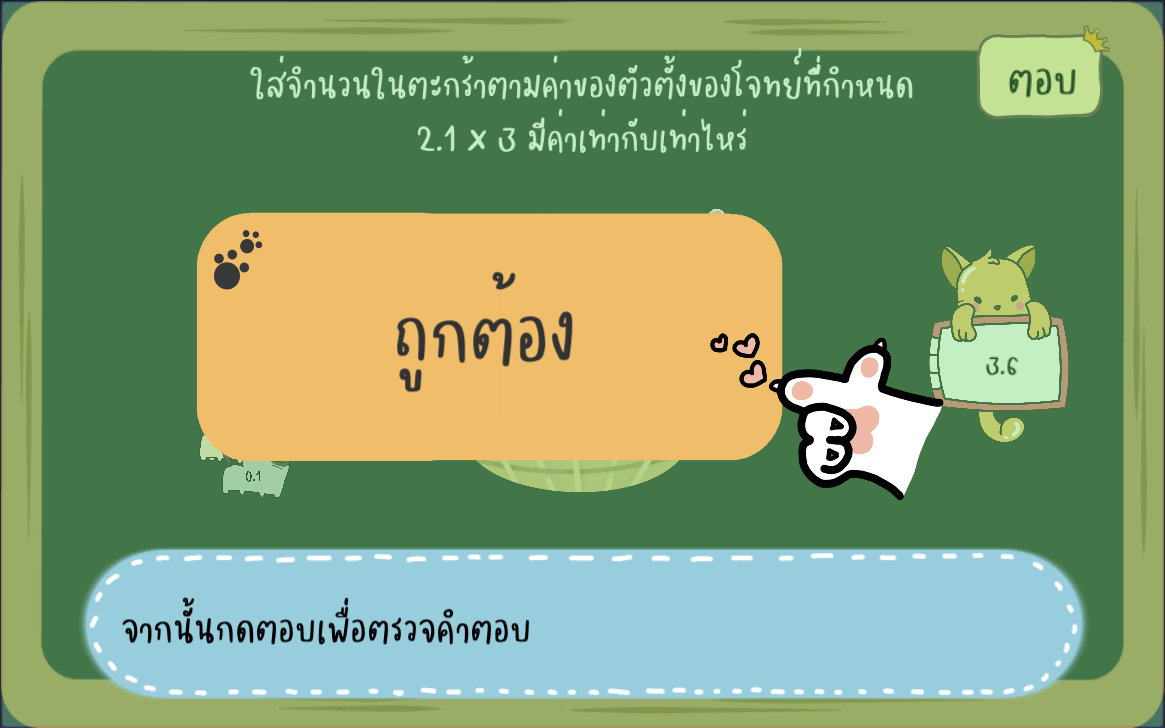 ใส่จำนวนในตะกร้าตามค่าของตัวตั้งของโจทย์ที่กำหนด
ตอบ
2.1 x 3 มีค่าเท่ากับเท่าไหร่
ถูกต้อง
3.6
0.1
จากนั้นกดตอบเพื่อตรวจคำตอบ